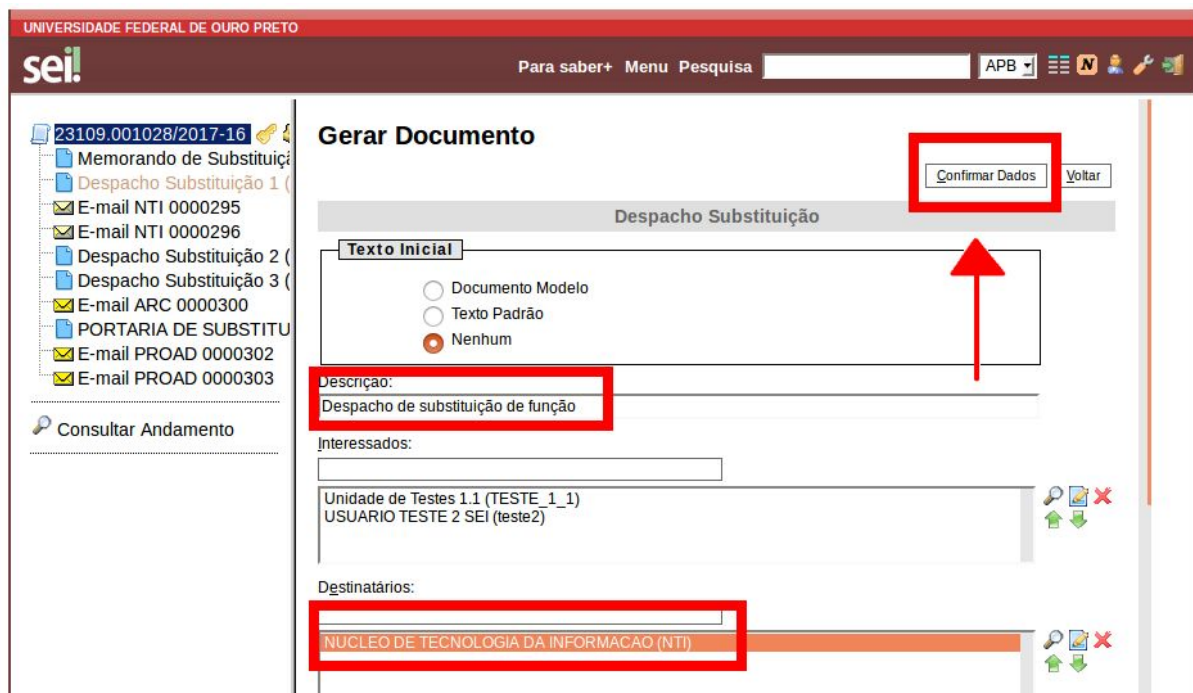 UNIVERSIDADE FEDERAL DE OURO PRETO
sei!
Para saber+ Menu Pesquisa
APB
N
23109.001028/2017-16
Memorando de Substituiç
Despacho Substituição 1 (
E-mail NTI 0000295
E-mail NTI 0000296
Despacho Substituição 2 (
Despacho Substituição 3 (
E-mail ARC 0000300
PORTARIA DE SUBSTITU
E-mail PROAD 0000302
E-mail PROAD 0000303
Consultar Andamento
Gerar Documento
Confirmar Dados
Voltar
Despacho Substituição
Texto Inicial
Documento Modelo
Texto Padrão
Nenhum
Descrição:
Despacho de substituição de função
Interessados:
Unidade de Testes 1.1 (TESTE_1_1)
USUARIO TESTE 2 SEI (teste2)
Destinatários:
NUCLEO DE TECNOLOGIA DA INFORMACAO (NTI)